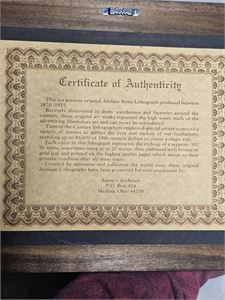 Certificate of Authenticity
This is a genuine original Antique Stone Lithograph produced between
1870-1925.
Recently discovered in dusty warehouses and factories around the
country, these original art works represent the high water mark of the
advertising illustrators art and can never be reproduced.
Turn of the Century lithographers employed special artists to record a
variety of themes to attract the eyes and nickels of our forefathers,
spending up to $6,000 of 19th century dollars to create a single
Each color in this lithograph represents the etching of a separate 500
lb. stone, sometimes using up to 20 stones, then embossed with bronze or
gold leaf and printed on the highest quality paper which assures us their
pristine condition after all these years.
Coveted by museums and collectors the world over, these original
Antique Lithographs have been preserved for your enjoyment by:
Aaron's Archives
P.O. Box 924
Medina, Ohio 44258